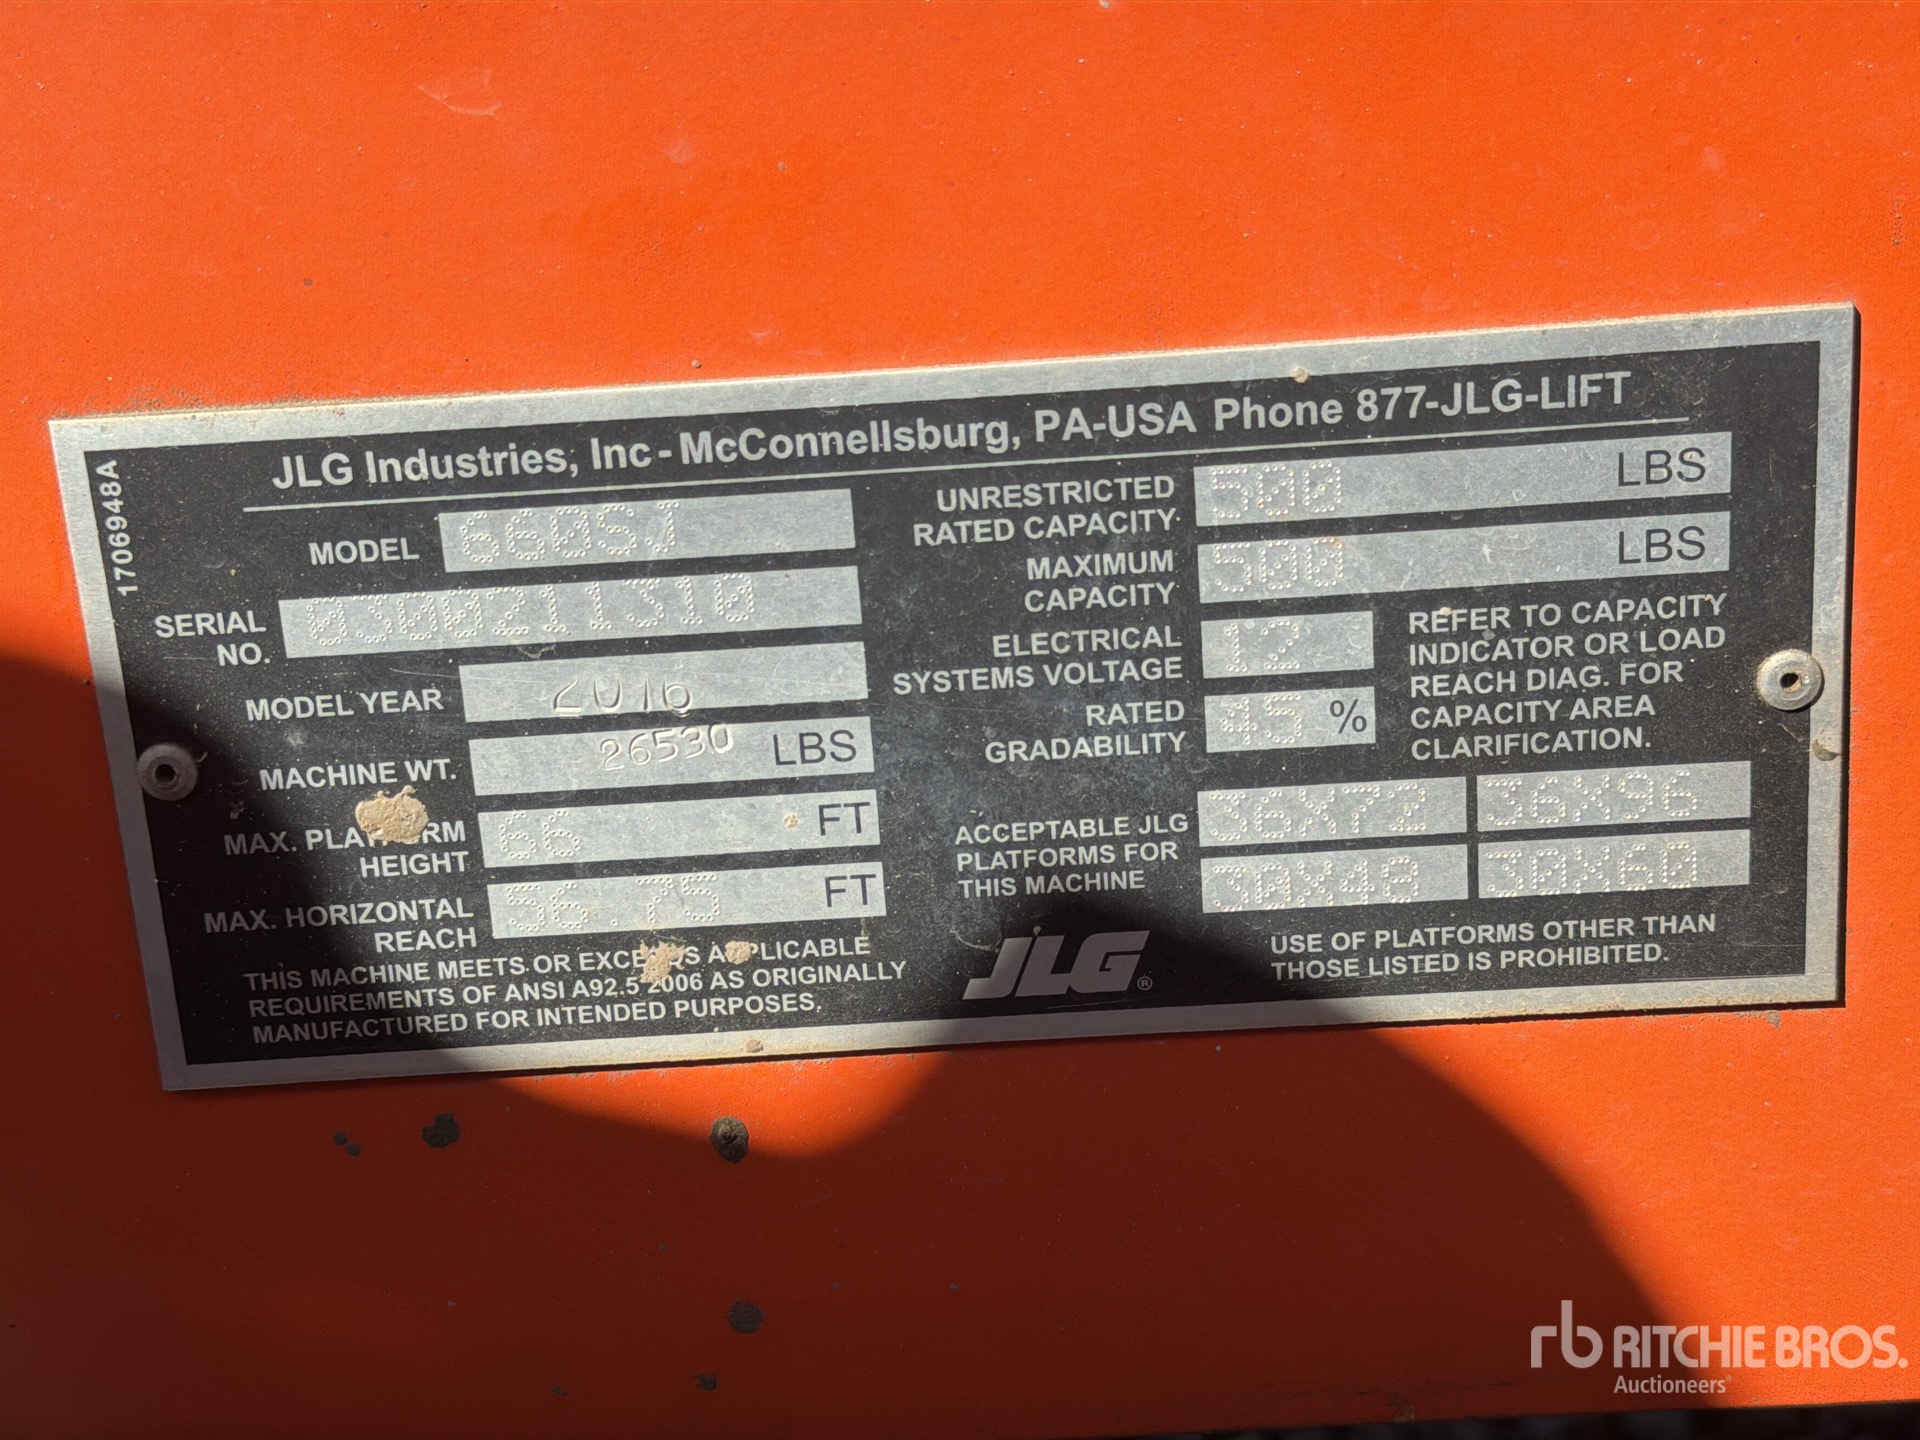 JLG Industries, Inc - McConnellsburg, PA-USA Phone 877-JLG-LIFT
1706948A
MODEL 660SJ
SERIAL NO. 0300211310
MODEL YEAR 2016
MACHINE WT. 26530 LBS
MAX. PLATFORM HEIGHT 66 FT
MAX. HORIZONTAL REACH 56.75 FT
THIS MACHINE MEETS OR EXCEEDS APPLICABLE
REQUIREMENTS OF ANSI A92.5-2006 AS ORIGINALLY
MANUFACTURED FOR INTENDED PURPOSES.
UNRESTRICTED RATED CAPACITY 500 LBS
MAXIMUM CAPACITY 500 LBS
ELECTRICAL SYSTEMS VOLTAGE 12
RATED GRADABILITY 45 %
REFER TO CAPACITY
INDICATOR OR LOAD
REACH DIAG. FOR
CAPACITY AREA
CLARIFICATION.
ACCEPTABLE JLG PLATFORMS FOR THIS MACHINE
36X72 36X96
30X48 30X60
JLG®
USE OF PLATFORMS OTHER THAN
THOSE LISTED IS PROHIBITED.
rb RITCHIE BROS.
Auctioneers